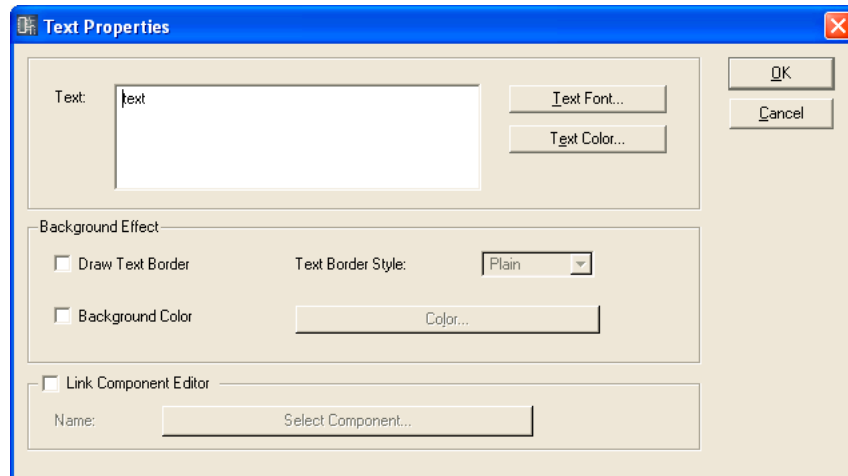 Text Properties
OK
Text:
text
Text Font...
Cancel
Text Color...
Background Effect
Draw Text Border
Text Border Style:
Plain
Background Color
Color...
Link Component Editor
Name:
Select Component...